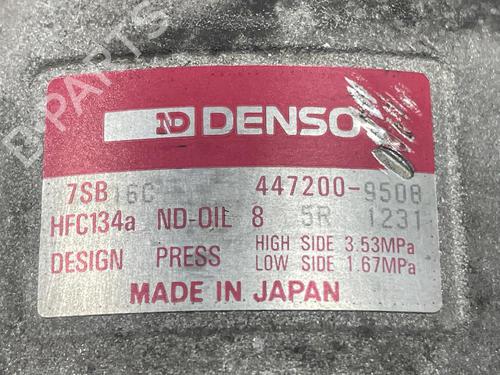 B-PARTS
ND DENSO
7SB16C 447200-9508
HFC134a ND-OIL 8 5R 1231
DESIGN PRESS HIGH SIDE 3.53MPa
LOW SIDE 1.67MPa
MADE IN JAPAN